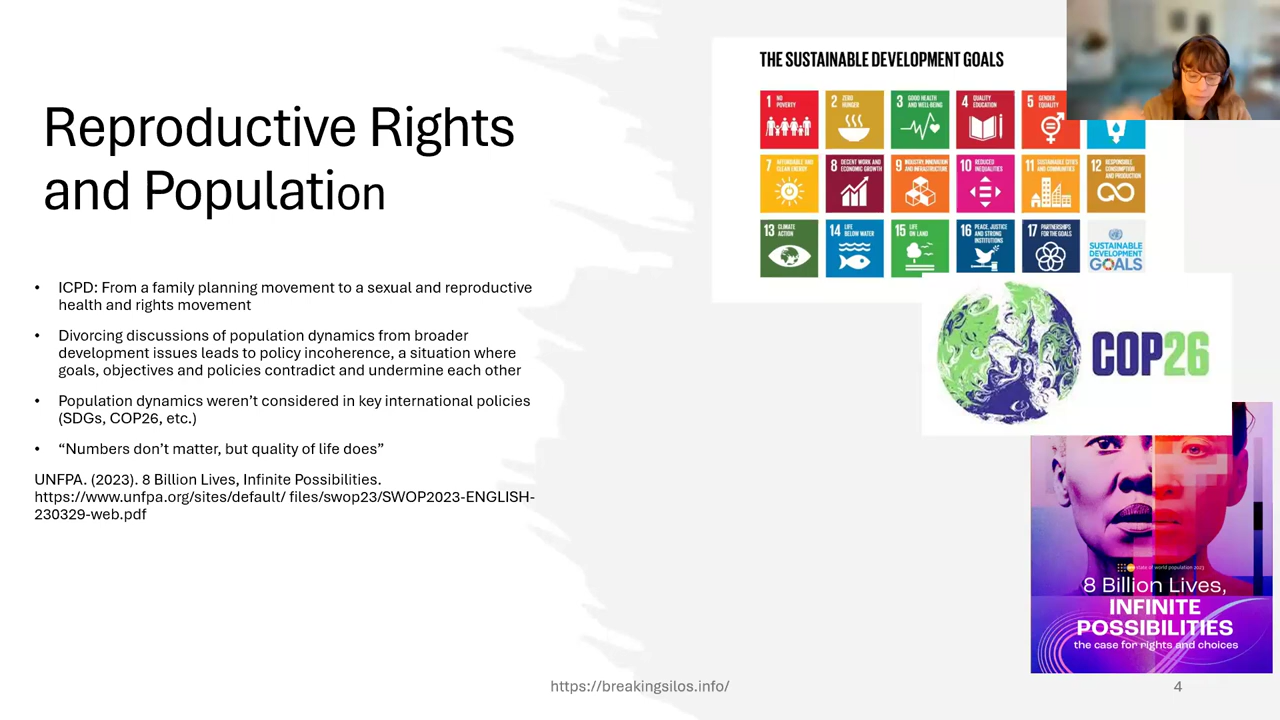 Reproductive Rights
and Population
• ICPD: From a family planning movement to a sexual and reproductive
health and rights movement
• Divorcing discussions of population dynamics from broader
development issues leads to policy incoherence, a situation where
goals, objectives and policies contradict and undermine each other
• Population dynamics weren’t considered in key international policies
(SDGs, COP26, etc.)
• “Numbers don’t matter, but quality of life does”
UNFPA. (2023). 8 Billion Lives, Infinite Possibilities.
https://www.unfpa.org/sites/default/ files/swop23/SWOP2023-ENGLISH-
230329-web.pdf
THE SUSTAINABLE DEVELOPMENT GOALS
1 NO POVERTY
2 ZERO HUNGER
3 GOOD HEALTH AND WELL-BEING
4 QUALITY EDUCATION
5 GENDER EQUALITY
7 AFFORDABLE AND CLEAN ENERGY
8 DECENT WORK AND ECONOMIC GROWTH
9 INDUSTRY, INNOVATION AND INFRASTRUCTURE
10 REDUCED INEQUALITIES
11 SUSTAINABLE CITIES AND COMMUNITIES
12 RESPONSIBLE CONSUMPTION AND PRODUCTION
13 CLIMATE ACTION
14 LIFE BELOW WATER
15 LIFE ON LAND
16 PEACE, JUSTICE AND STRONG INSTITUTIONS
17 PARTNERSHIPS FOR THE GOALS
SUSTAINABLE
DEVELOPMENT
GOALS
COP26
state of world population 2023
8 Billion Lives,
INFINITE
POSSIBILITIES
the case for rights and choices
https://breakingsilos.info/
4